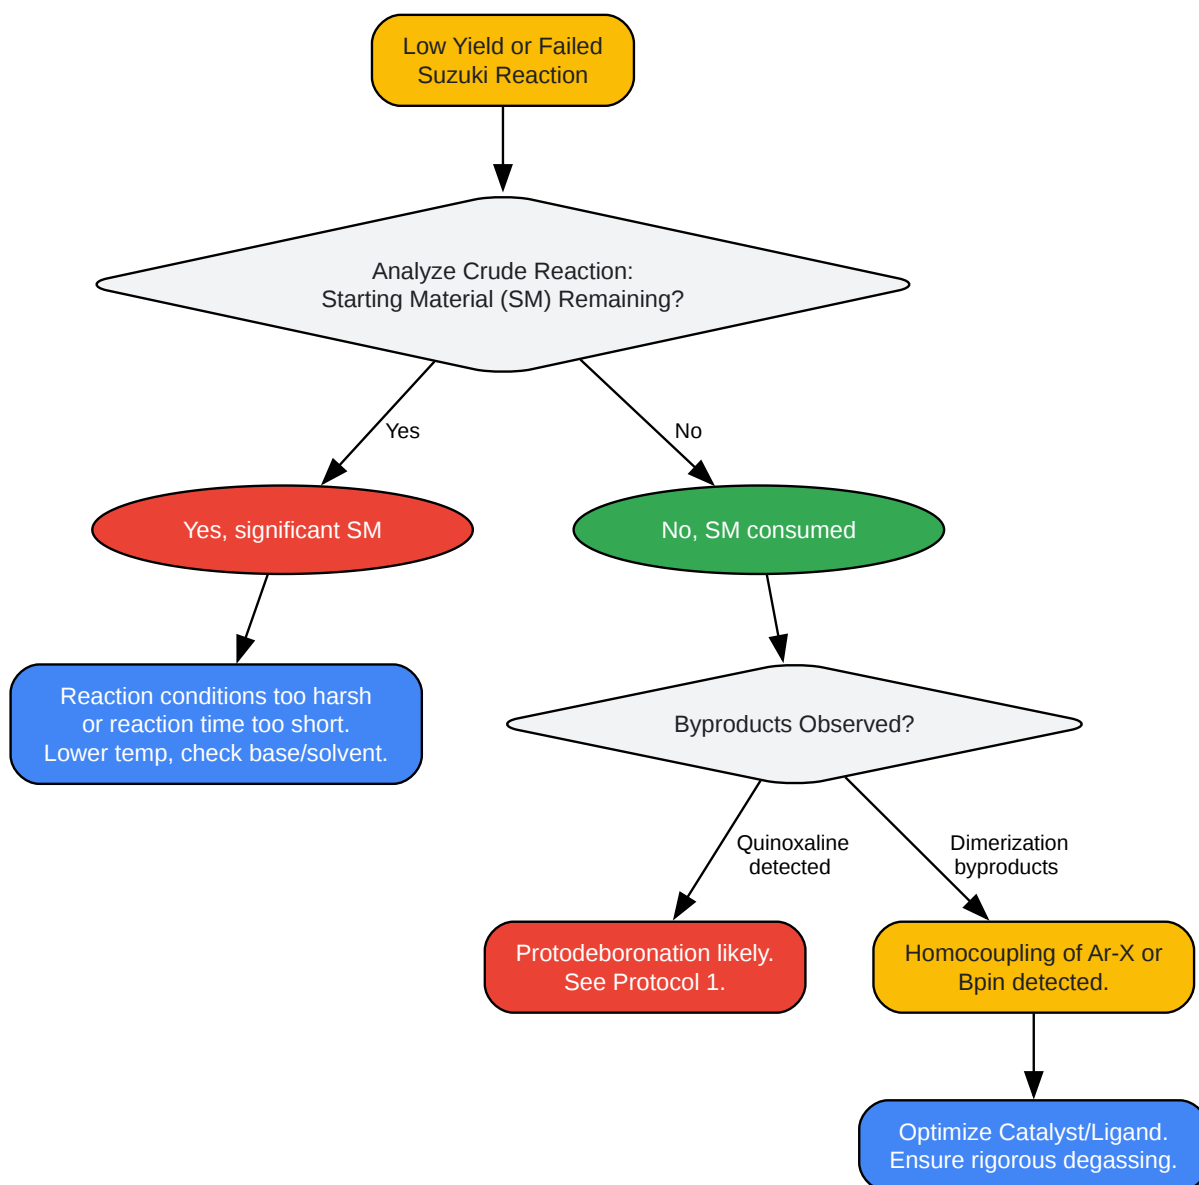 Low Yield or Failed
Suzuki Reaction
Analyze Crude Reaction:
Starting Material (SM) Remaining?
Yes
No
Yes, significant SM
No, SM consumed
Reaction conditions too harsh
or reaction time too short.
Lower temp, check base/solvent.
Byproducts Observed?
Quinoxaline
detected
Dimerization
byproducts
Protodeboronation likely.
See Protocol 1.
Homocoupling of Ar-X or
Bpin detected.
Optimize Catalyst/Ligand.
Ensure rigorous degassing.